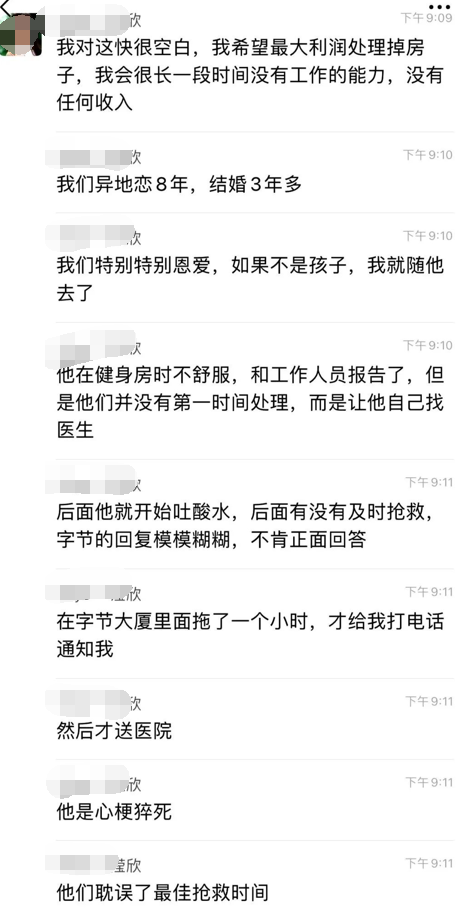 欣
下午9:09
我对这快很空白，我希望最大利润处理掉房
子，我会很长一段时间没有工作的能力，没有
任何收入
欣
下午9:10
我们异地恋8年，结婚3年多
欣
下午9:10
我们特别特别恩爱，如果不是孩子，我就随他
去了
欣
下午9:10
他在健身房时不舒服，和工作人员报告了，但
是他们并没有第一时间处理，而是让他自己找
医生
欣
下午9:11
后面他就开始吐酸水，后面有没有及时抢救，
字节的回复模模糊糊，不肯正面回答
欣
下午9:11
在字节大厦里面拖了一个小时，才给我打电话
通知我
欣
下午9:11
然后才送医院
欣
下午9:11
他是心梗猝死
莹欣
下午9:11
他们耽误了最佳抢救时间